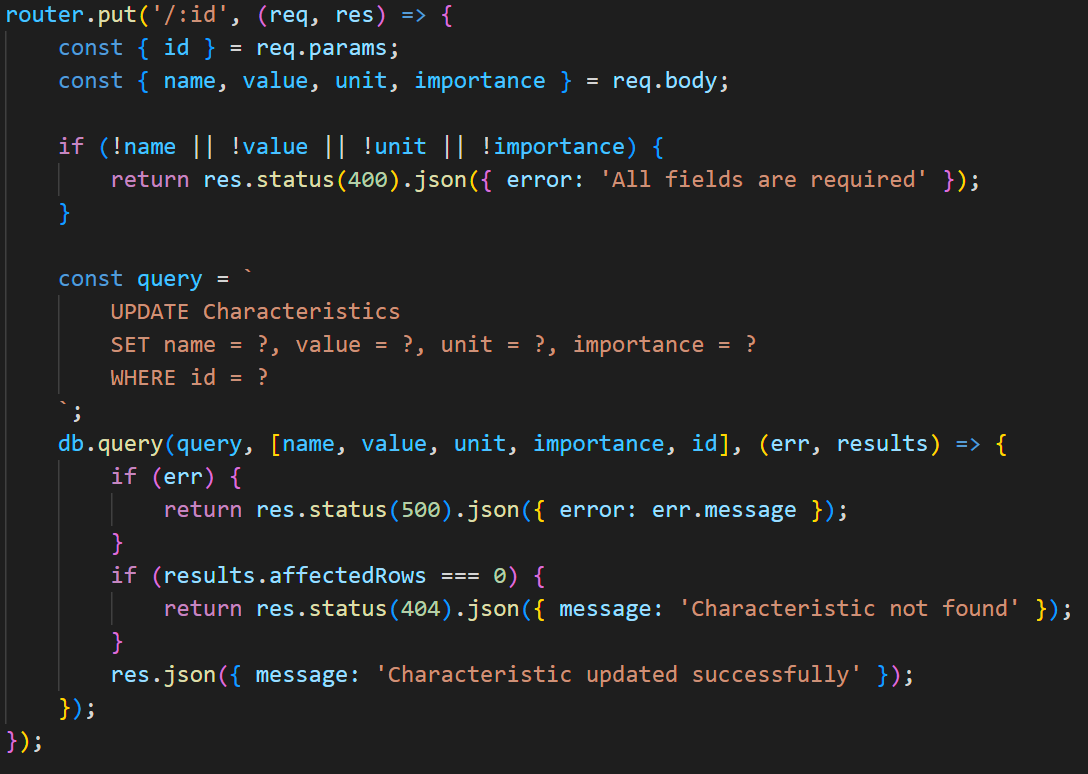 router.put('/:id', (req, res) => {
    const { id } = req.params;
    const { name, value, unit, importance } = req.body;

    if (!name || !value || !unit || !importance) {
        return res.status(400).json({ error: 'All fields are required' });
    }

    const query = `
        UPDATE Characteristics
        SET name = ?, value = ?, unit = ?, importance = ?
        WHERE id = ?
    `;
    db.query(query, [name, value, unit, importance, id], (err, results) => {
        if (err) {
            return res.status(500).json({ error: err.message });
        }
        if (results.affectedRows === 0) {
            return res.status(404).json({ message: 'Characteristic not found' });
        }
        res.json({ message: 'Characteristic updated successfully' });
    });
});